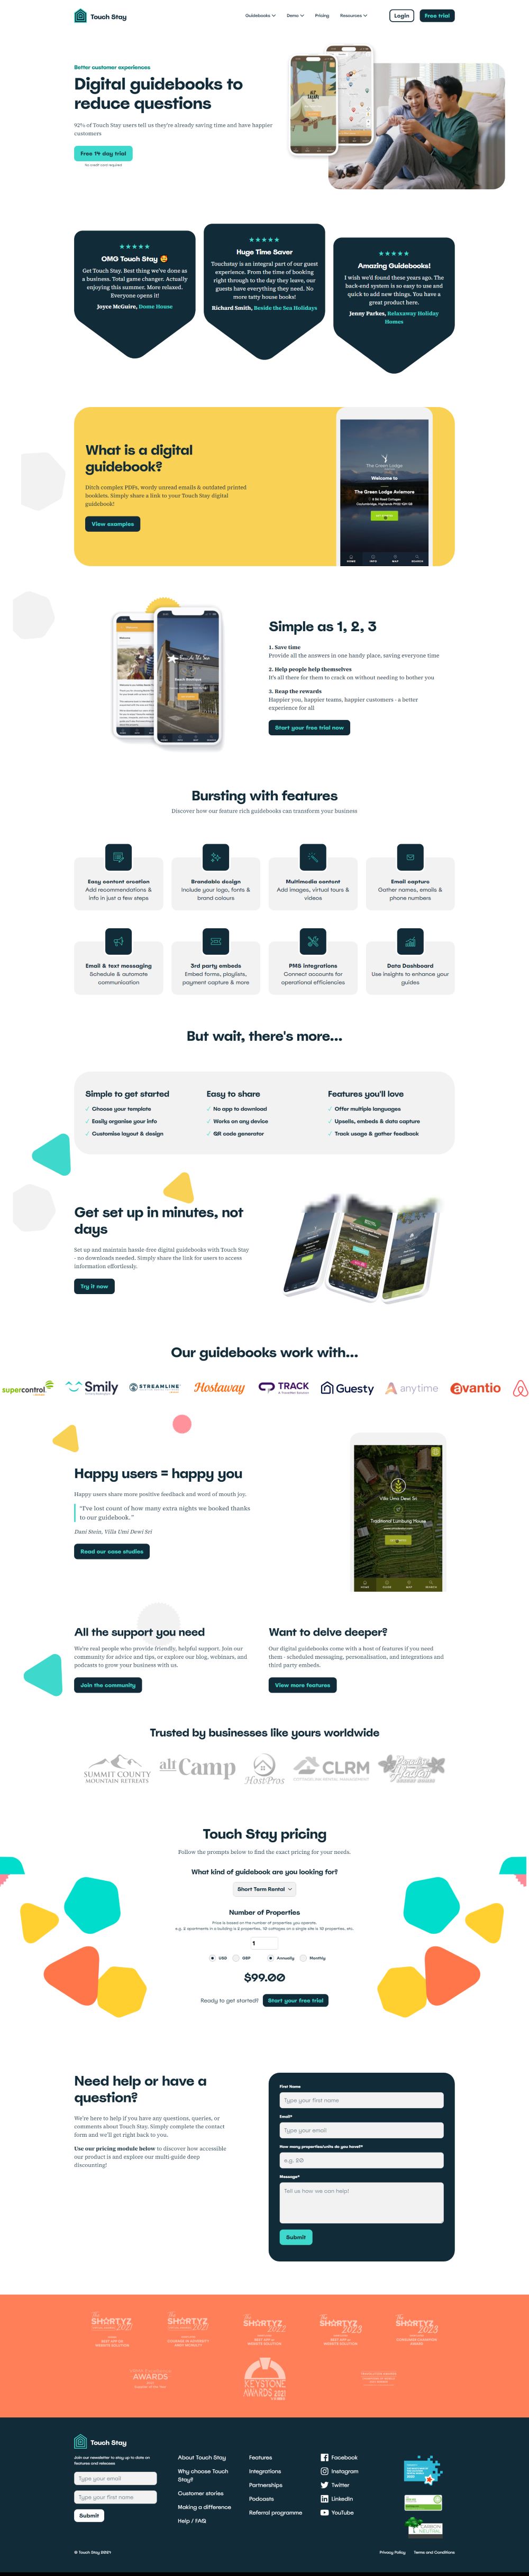 Touch Stay
Guidebooks Demo Pricing Resources Login Free trial
Better customer experiences
Digital guidebooks to
reduce questions
92% of Touch Stay users tell us they're already saving time and have happier
customers
Free 14 day trial
No credit card required
★★★★★
OMG Touch Stay 😍
Get Touch Stay. Best thing we've done as
a business. Total game changer. Actually
enjoying this summer. More relaxed.
Everyone opens it!
Joyce McGuire, Dome House
★★★★★
Huge Time Saver
Touchstay is an integral part of our guest
experience. From the time of booking
right through to the day they leave, our
guests have everything they need. No
more tatty house books!
Richard Smith, Beside the Sea Holidays
★★★★★
Amazing Guidebooks!
I wish we'd found these years ago. The
back-end system is so easy to use and
quick to add new things. You have a
great product here.
Jenny Parkes, Relaxaway Holiday
Homes
What is a digital
guidebook?
Ditch complex PDFs, wordy unread emails & outdated printed
booklets. Simply share a link to your Touch Stay digital
guidebook!
View examples
The Green Lodge
Welcome to
The Green Lodge Aviemore
Simple as 1, 2, 3
1. Save time
Provide all the answers in one handy place, saving everyone time
2. Help people help themselves
It's all there for them to crack on without needing to bother you
3. Reap the rewards
Happier you, happier teams, happier customers - a better
experience for all
Start your free trial now
Bursting with features
Discover how our feature rich guidebooks can transform your business
Easy content creation
Add recommendations &
info in just a few steps
Brandable design
Include your logo, fonts &
brand colours
Multimedia content
Add images, virtual tours &
videos
Email capture
Gather names, emails &
phone numbers
Email & text messaging
Schedule & automate
communication
3rd party embeds
Embed forms, playlists,
payment capture & more
PMS integrations
Connect accounts for
operational efficiencies
Data Dashboard
Use insights to enhance your
guides
But wait, there's more...
Simple to get started
✓ Choose your template
✓ Easily organise your info
✓ Customise layout & design
Easy to share
✓ No app to download
✓ Works on any device
✓ QR code generator
Features you'll love
✓ Offer multiple languages
✓ Upsells, embeds & data capture
✓ Track usage & gather feedback
Get set up in minutes, not
days
Set up and maintain hassle-free digital guidebooks with Touch Stay
- no downloads needed. Simply share the link for users to access
information effortlessly.
Try it now
Our guidebooks work with...
supercontrol Smily STREAMLINE Hostaway TRACK Guesty anytime avantio
Happy users = happy you
Happy users share more positive feedback and word of mouth joy.
"I've lost count of how many extra nights we booked thanks
to our guidebook."
Dani Stein, Villa Umi Dewi Sri
Read our case studies
Villa Umi Dewi Sri
Traditional Lumbung House
All the support you need
We're real people who provide friendly, helpful support. Join our
community for advice and tips, or explore our blog, webinars, and
podcasts to grow your business with us.
Join the community
Want to delve deeper?
Our digital guidebooks come with a host of features if you need
them - scheduled messaging, personalisation, and integrations and
third party embeds.
View more features
Trusted by businesses like yours worldwide
SUMMIT COUNTY
MOUNTAIN RETREATS
alt Camp
HostPros
CLRM
Paradise
Hawaii
Touch Stay pricing
Follow the prompts below to find the exact pricing for your needs.
What kind of guidebook are you looking for?
Short Term Rental
Number of Properties
Price is based on the number of properties you operate,
e.g. 2 apartments in a building is 2 properties, 10 cottages on a single site is 10 properties, etc.
1
USD GBP Annually Monthly
$99.00
Ready to get started? Start your free trial
Need help or have a
question?
We're here to help if you have any questions, queries, or
comments about Touch Stay. Simply complete the contact
form and we'll get right back to you.
Use our pricing module below to discover how accessible
our product is and explore our multi-guide deep
discounting!
First Name
Type your first name
Email*
Type your email
How many properties/units do you have?*
e.g. 20
Message*
Tell us how we can help!
Submit
The SHORTYZ 2021
The SHORTYZ 2021
The SHORTYZ 2022
The SHORTYZ 2023
The SHORTYZ 2023
AWARDS
KEYSTONE
AWARDS 2021
Touch Stay
Join our newsletter to stay up to date on
features and releases
Type your email
Type your first name
Submit
About Touch Stay
Why choose Touch
Stay?
Customer stories
Making a difference
Help / FAQ
Features
Integrations
Partnerships
Podcasts
Referral programme
Facebook
Instagram
Twitter
LinkedIn
YouTube
CARBON
NEUTRAL
© Touch Stay 2024
Privacy Policy Terms and Conditions